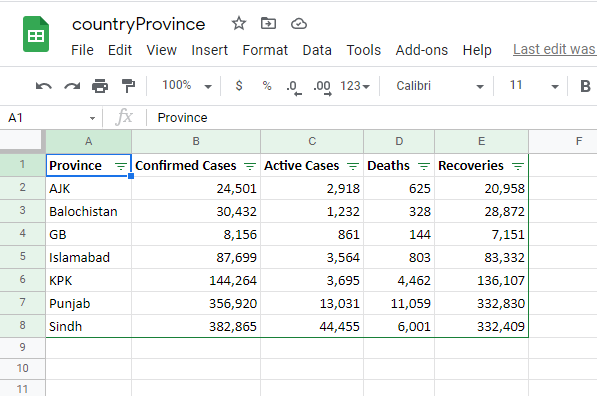 countryProvince
File Edit View Insert Format Data Tools Add-ons Help Last edit was
100% $ % .0 .00 123 Calibri 11 B
A1 fx Province
A B C D E F
1 Province Confirmed Cases Active Cases Deaths Recoveries
2 AJK 24,501 2,918 625 20,958
3 Balochistan 30,432 1,232 328 28,872
4 GB 8,156 861 144 7,151
5 Islamabad 87,699 3,564 803 83,332
6 KPK 144,264 3,695 4,462 136,107
7 Punjab 356,920 13,031 11,059 332,830
8 Sindh 382,865 44,455 6,001 332,409
9
10
11